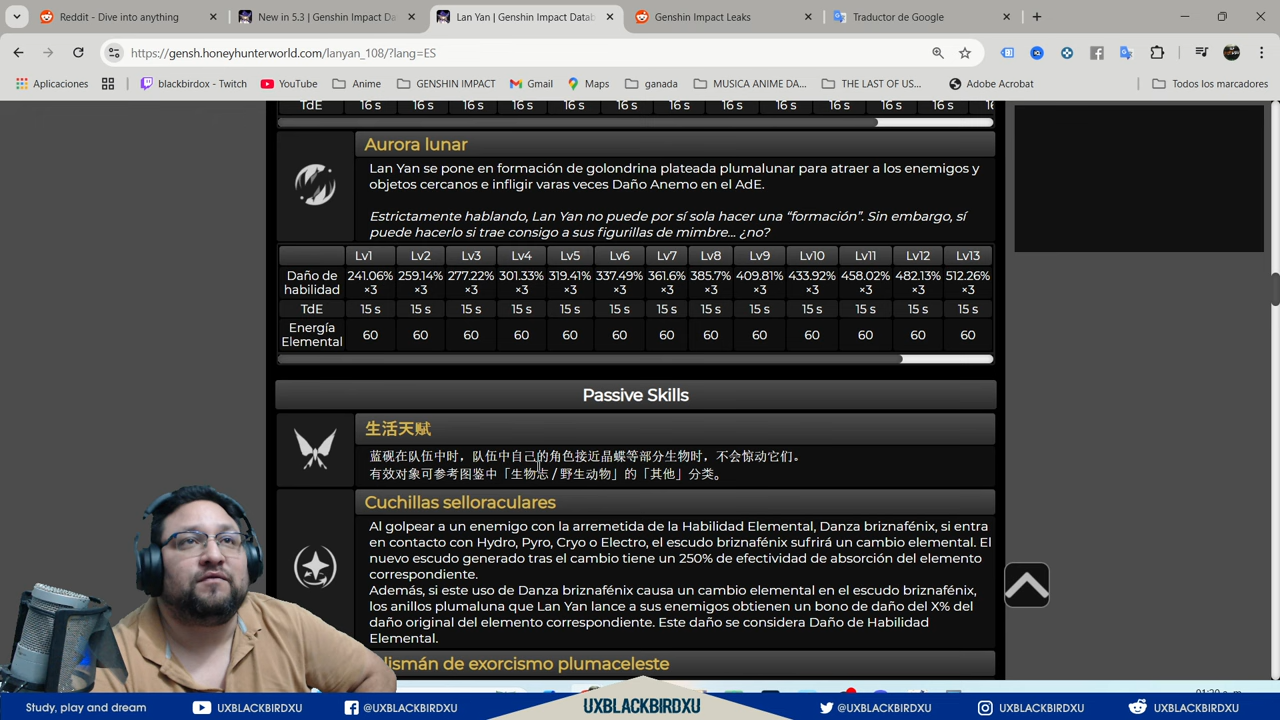 Reddit - Dive into anything
New in 5.3 | Genshin Impact Da
Lan Yan | Genshin Impact Datab
Genshin Impact Leaks
Traductor de Google
https://gensh.honeyhunterworld.com/lanyan_108/?lang=ES
Aplicaciones
blackbirdox - Twitch
YouTube
Anime
GENSHIN IMPACT
Gmail
Maps
ganada
MUSICA ANIME DA...
THE LAST OF US...
Adobe Acrobat
Todos los marcadores
TdE 16 s 16 s 16 s 16 s 16 s 16 s 16 s 16 s 16 s 16 s 16 s 16 s
Aurora lunar
Lan Yan se pone en formación de golondrina plateada plumalunar para atraer a los enemigos y
objetos cercanos e infligir varas veces Daño Anemo en el AdE.
Estrictamente hablando, Lan Yan no puede por sí sola hacer una “formación”. Sin embargo, sí
puede hacerlo si trae consigo a sus figurillas de mimbre... ¿no?
Lv1 Lv2 Lv3 Lv4 Lv5 Lv6 Lv7 Lv8 Lv9 Lv10 Lv11 Lv12 Lv13
Daño de 241.06% 259.14% 277.22% 301.33% 319.41% 337.49% 361.6% 385.7% 409.81% 433.92% 458.02% 482.13% 512.26%
habilidad ×3 ×3 ×3 ×3 ×3 ×3 ×3 ×3 ×3 ×3 ×3 ×3 ×3
TdE 15 s 15 s 15 s 15 s 15 s 15 s 15 s 15 s 15 s 15 s 15 s 15 s 15 s
Energía
Elemental 60 60 60 60 60 60 60 60 60 60 60 60 60
Passive Skills
生活天赋
蓝砚在队伍中时，队伍中自己的角色接近晶蝶等部分生物时，不会惊动它们。
有效对象可参考图鉴中「生物志 / 野生动物」的「其他」分类。
Cuchillas selloraculares
Al golpear a un enemigo con la arremetida de la Habilidad Elemental, Danza briznafénix, si entra
en contacto con Hydro, Pyro, Cryo o Electro, el escudo briznafénix sufrirá un cambio elemental. El
nuevo escudo generado tras el cambio tiene un 250% de efectividad de absorción del elemento
correspondiente.
Además, si este uso de Danza briznafénix causa un cambio elemental en el escudo briznafénix,
los anillos plumaluna que Lan Yan lance a sus enemigos obtienen un bono de daño del X% del
daño original del elemento correspondiente. Este daño se considera Daño de Habilidad
Elemental.
lismán de exorcismo plumaceleste
Study, play and dream
UXBLACKBIRDXU
@UXBLACKBIRDXU
UXBLACKBIRDXU
@UXBLACKBIRDXU
UXBLACKBIRDXU
UXBLACKBIRDXU